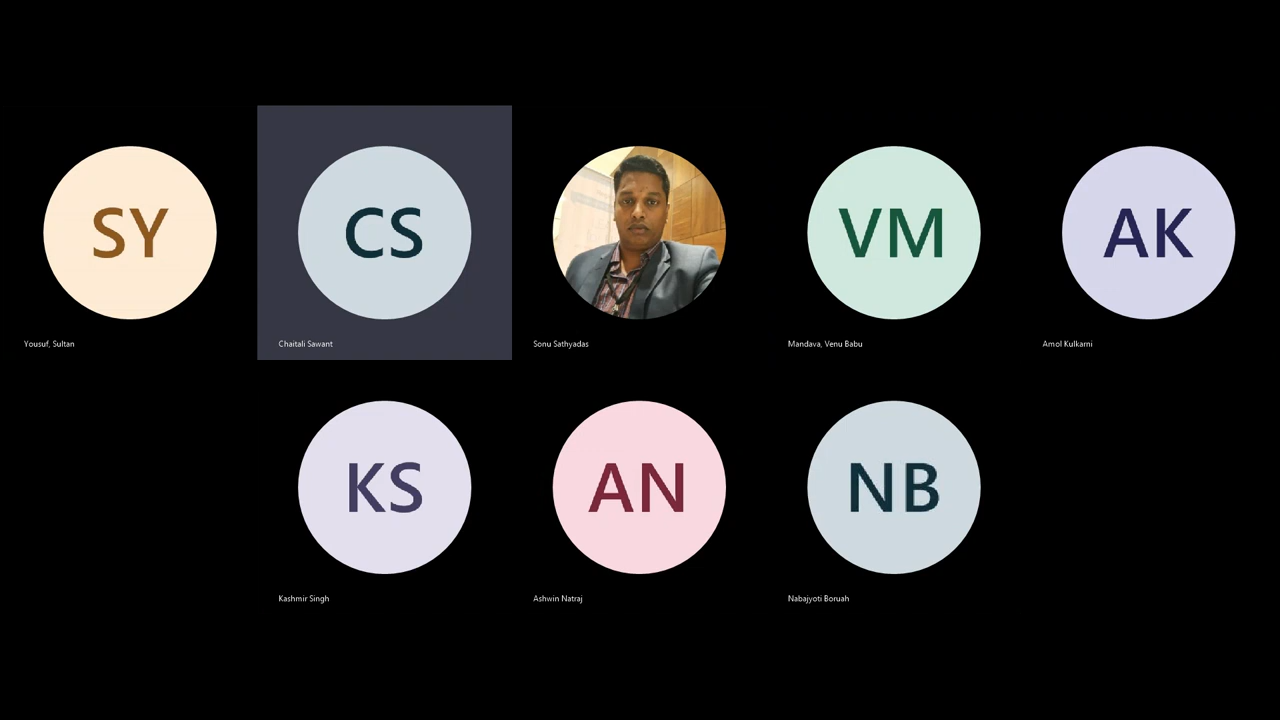 SY
CS
VM
AK
Yousuf, Sultan
Chaitali Sawant
Sonu Sathyadas
Mandava, Venu Babu
Amol Kulkarni
KS
AN
NB
Kashmir Singh
Ashwin Natraj
Nabajyoti Boruah